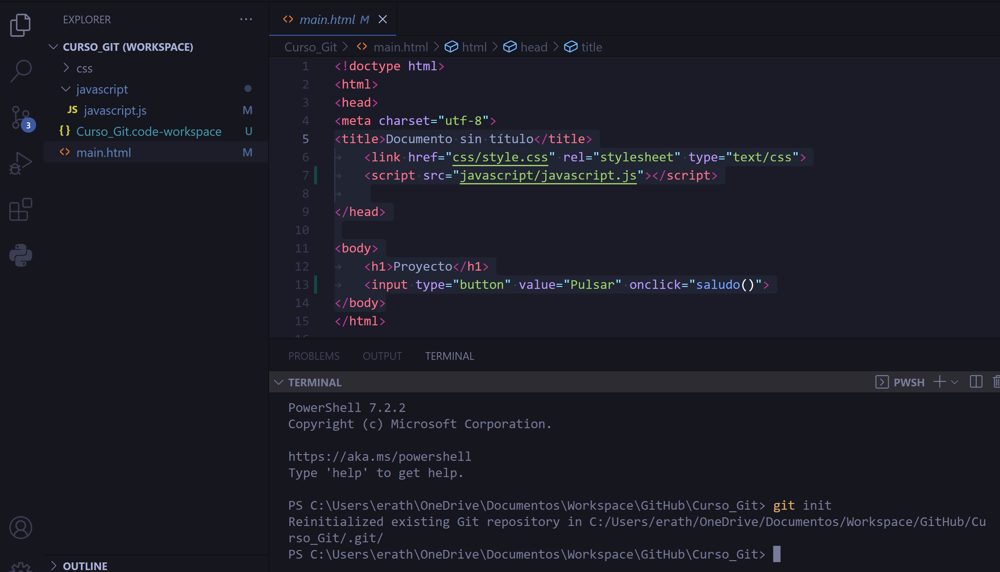 EXPLORER
CURSO_GIT (WORKSPACE)
css
javascript
JS javascript.js M
{} Curso_Git.code-workspace U
<> main.html M
3
OUTLINE
<> main.html M
Curso_Git > <> main.html > html > head > title
1 <!doctype html>
2 <html>
3 <head>
4 <meta charset="utf-8">
5 <title>Documento sin título</title>
6 <link href="css/style.css" rel="stylesheet" type="text/css">
7 <script src="javascript/javascript.js"></script>
8
9 </head>
10
11 <body>
12 <h1>Proyecto</h1>
13 <input type="button" value="Pulsar" onclick="saludo()">
14 </body>
15 </html>
16
PROBLEMS OUTPUT TERMINAL
TERMINAL PWSH
PowerShell 7.2.2
Copyright (c) Microsoft Corporation.
https://aka.ms/powershell
Type 'help' to get help.
PS C:\Users\erath\OneDrive\Documentos\Workspace\GitHub\Curso_Git> git init
Reinitialized existing Git repository in C:/Users/erath/OneDrive/Documentos/Workspace/GitHub/Cu
rso_Git/.git/
PS C:\Users\erath\OneDrive\Documentos\Workspace\GitHub\Curso_Git>